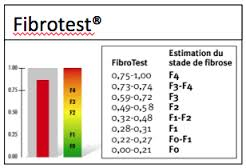 Fibrotest®
1.00
0.75
0.50
0.25
0.00
F4
F3
F2
F1
F0
FibroTest Estimation du stade de fibrose
0,75-1,00 F4
0,73-0,74 F3-F4
0,59-0,72 F3
0,49-0,58 F2
0,32-0,48 F1-F2
0,28-0,31 F1
0,22-0,27 F0-F1
0,00-0,21 F0